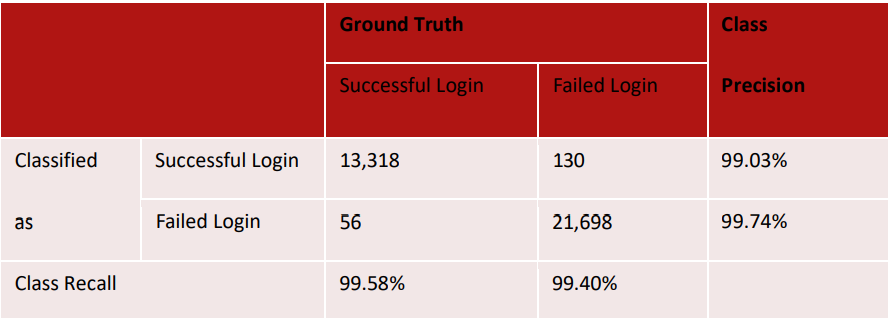 Ground Truth Class
Successful Login Failed Login Precision
Classified Successful Login 13,318 130 99.03%
as Failed Login 56 21,698 99.74%
Class Recall 99.58% 99.40%